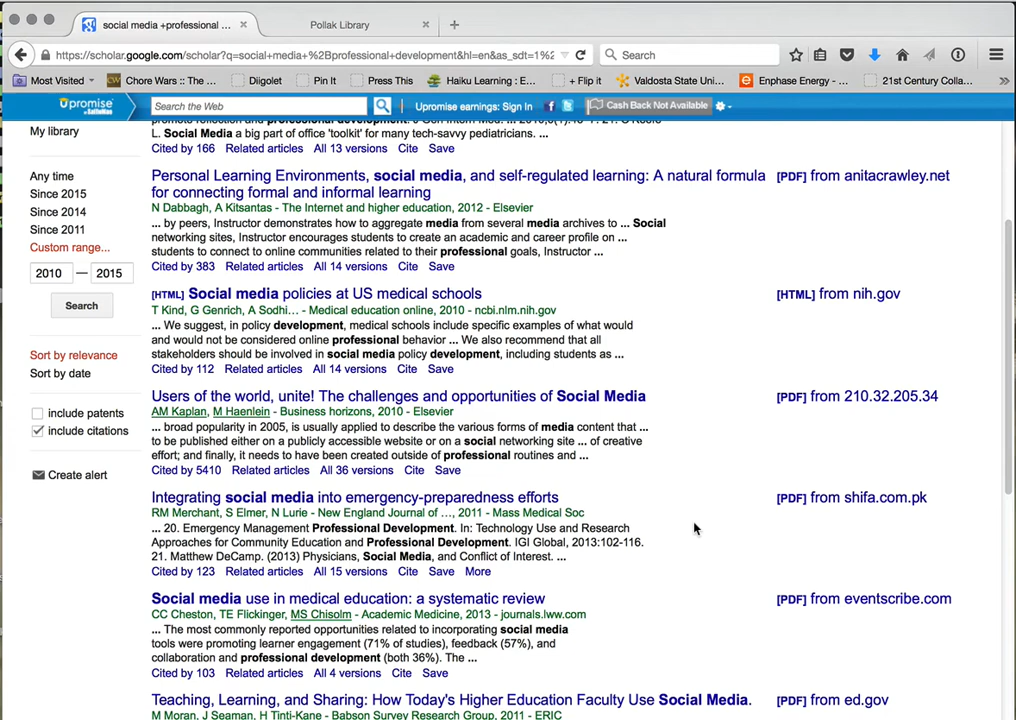 social media +professional ...
Pollak Library
https://scholar.google.com/scholar?q=social+media+%2Bprofessional+development&hl=en&as_sdt=1%2
Search
Most Visited
Chore Wars :: The ...
Diigolet
Pin It
Press This
Haiku Learning : E...
+ Flip it
Valdosta State Uni...
Enphase Energy - ...
21st Century Colla...
Upromise
Search the Web
Upromise earnings: Sign In
Cash Back Not Available
My library
Any time
Since 2015
Since 2014
Since 2011
Custom range...
2010 — 2015
Search
Sort by relevance
Sort by date
include patents
include citations
Create alert
L. Social Media a big part of office 'toolkit' for many tech-savvy pediatricians. ...
Cited by 166 Related articles All 13 versions Cite Save
Personal Learning Environments, social media, and self-regulated learning: A natural formula
for connecting formal and informal learning
[PDF] from anitacrawley.net
N Dabbagh, A Kitsantas - The Internet and higher education, 2012 - Elsevier
... by peers, Instructor demonstrates how to aggregate media from several media archives to ... Social
networking sites, Instructor encourages students to create an academic and career profile on ...
students to connect to online communities related to their professional goals, Instructor ...
Cited by 383 Related articles All 14 versions Cite Save
[HTML] Social media policies at US medical schools
[HTML] from nih.gov
T Kind, G Genrich, A Sodhi... - Medical education online, 2010 - ncbi.nlm.nih.gov
... We suggest, in policy development, medical schools include specific examples of what would
and would not be considered online professional behavior ... We also recommend that all
stakeholders should be involved in social media policy development, including students as ...
Cited by 112 Related articles All 14 versions Cite Save
Users of the world, unite! The challenges and opportunities of Social Media
[PDF] from 210.32.205.34
AM Kaplan, M Haenlein - Business horizons, 2010 - Elsevier
... broad popularity in 2005, is usually applied to describe the various forms of media content that ...
to be published either on a publicly accessible website or on a social networking site ... of creative
effort; and finally, it needs to have been created outside of professional routines and ...
Cited by 5410 Related articles All 36 versions Cite Save
Integrating social media into emergency-preparedness efforts
[PDF] from shifa.com.pk
RM Merchant, S Elmer, N Lurie - New England Journal of ..., 2011 - Mass Medical Soc
... 20. Emergency Management Professional Development. In: Technology Use and Research
Approaches for Community Education and Professional Development. IGI Global, 2013:102-116.
21. Matthew DeCamp. (2013) Physicians, Social Media, and Conflict of Interest. ...
Cited by 123 Related articles All 15 versions Cite Save More
Social media use in medical education: a systematic review
[PDF] from eventscribe.com
CC Cheston, TE Flickinger, MS Chisolm - Academic Medicine, 2013 - journals.lww.com
... The most commonly reported opportunities related to incorporating social media
tools were promoting learner engagement (71% of studies), feedback (57%), and
collaboration and professional development (both 36%). The ...
Cited by 103 Related articles All 4 versions Cite Save
Teaching, Learning, and Sharing: How Today's Higher Education Faculty Use Social Media.
[PDF] from ed.gov
M Moran, J Seaman, H Tinti-Kane - Babson Survey Research Group, 2011 - ERIC